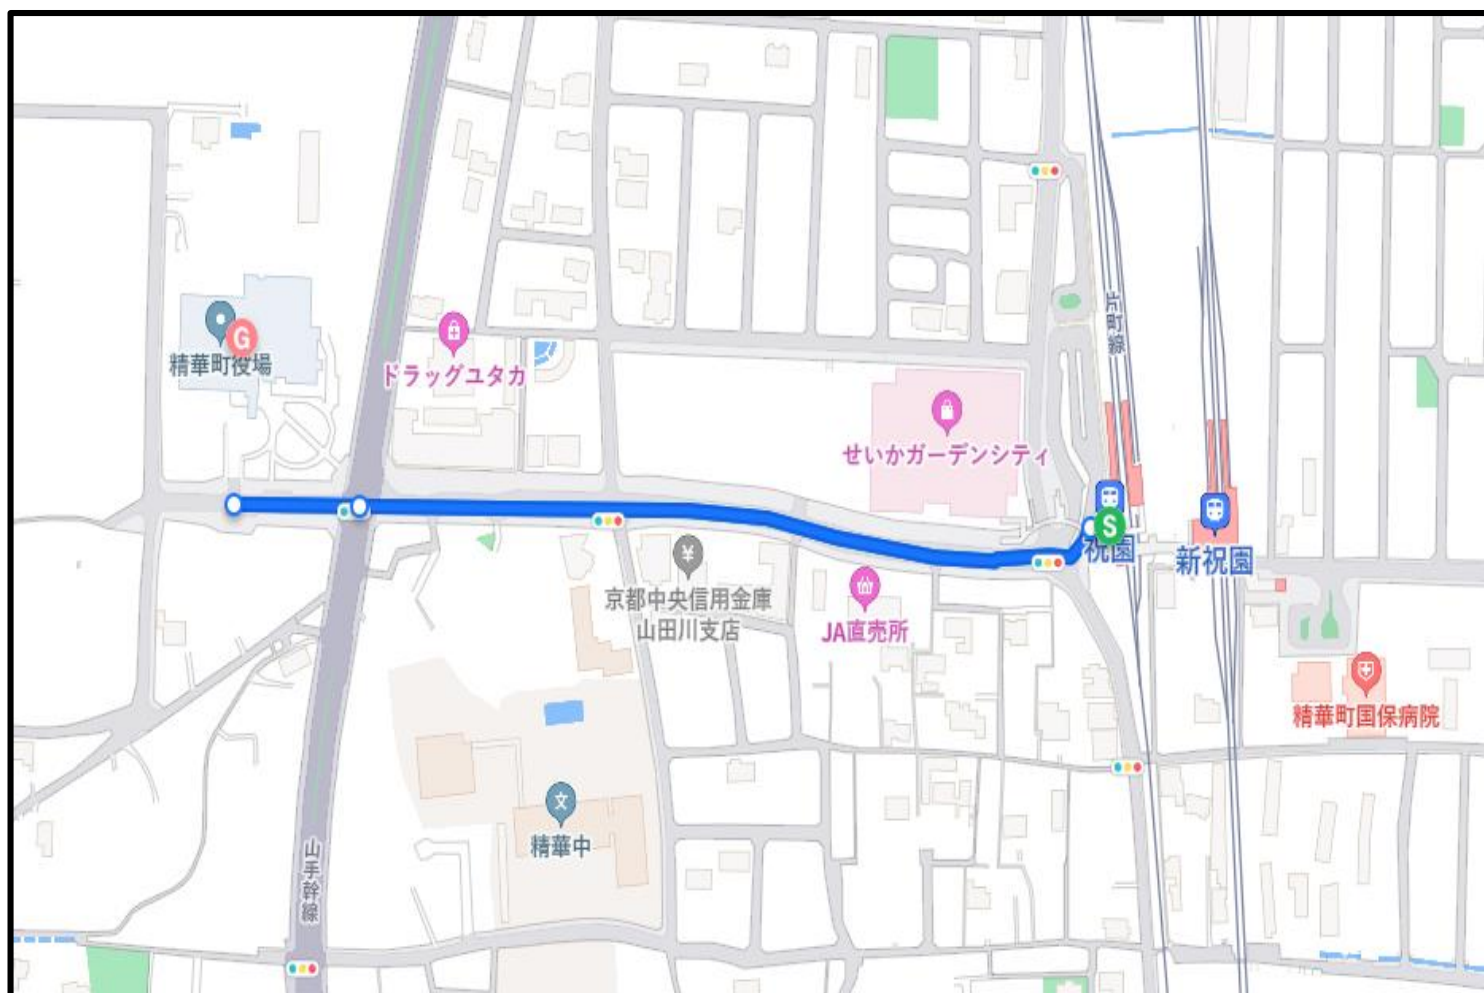 片町線
G
精華町役場
ドラッグユタカ
せいかガーデンシティ
S
祝園
新祝園
¥
京都中央信用金庫
山田川支店
JA直売所
精華町国保病院
文
精華中
山手幹線